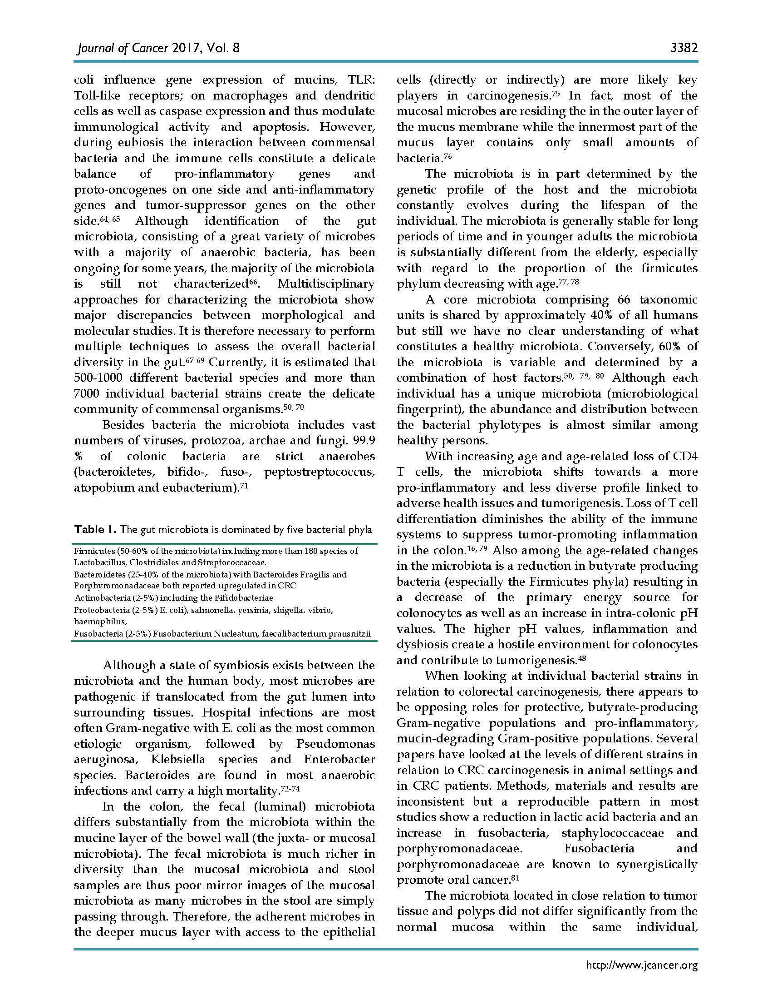 Journal of Cancer 2017, Vol. 8
3382
coli influence gene expression of mucins, TLR:
Toll-like receptors; on macrophages and dendritic
cells as well as caspase expression and thus modulate
immunological activity and apoptosis. However,
during eubiosis the interaction between commensal
bacteria and the immune cells constitute a delicate
balance of pro-inflammatory genes and
proto-oncogenes on one side and anti-inflammatory
genes and tumor-suppressor genes on the other
side.64, 65 Although identification of the gut
microbiota, consisting of a great variety of microbes
with a majority of anaerobic bacteria, has been
ongoing for some years, the majority of the microbiota
is still not characterized66. Multidisciplinary
approaches for characterizing the microbiota show
major discrepancies between morphological and
molecular studies. It is therefore necessary to perform
multiple techniques to assess the overall bacterial
diversity in the gut.67-69 Currently, it is estimated that
500-1000 different bacterial species and more than
7000 individual bacterial strains create the delicate
community of commensal organisms.50, 70
Besides bacteria the microbiota includes vast
numbers of viruses, protozoa, archae and fungi. 99.9
% of colonic bacteria are strict anaerobes
(bacteroidetes, bifido-, fuso-, peptostreptococcus,
atopobium and eubacterium).71
Table 1. The gut microbiota is dominated by five bacterial phyla
Firmicutes (50-60% of the microbiota) including more than 180 species of
Lactobacillus, Clostridiales and Streptococcaceae.
Bacteroidetes (25-40% of the microbiota) with Bacteroides Fragilis and
Porphyromonadaceae both reported upregulated in CRC
Actinobacteria (2-5%) including the Bifidobacteriae
Proteobacteria (2-5%) E. coli), salmonella, yersinia, shigella, vibrio,
haemophilus,
Fusobacteria (2-5%) Fusobacterium Nucleatum, faecalibacterium prausnitzii
Although a state of symbiosis exists between the
microbiota and the human body, most microbes are
pathogenic if translocated from the gut lumen into
surrounding tissues. Hospital infections are most
often Gram-negative with E. coli as the most common
etiologic organism, followed by Pseudomonas
aeruginosa, Klebsiella species and Enterobacter
species. Bacteroides are found in most anaerobic
infections and carry a high mortality.72-74
In the colon, the fecal (luminal) microbiota
differs substantially from the microbiota within the
mucine layer of the bowel wall (the juxta- or mucosal
microbiota). The fecal microbiota is much richer in
diversity than the mucosal microbiota and stool
samples are thus poor mirror images of the mucosal
microbiota as many microbes in the stool are simply
passing through. Therefore, the adherent microbes in
the deeper mucus layer with access to the epithelial
cells (directly or indirectly) are more likely key
players in carcinogenesis.75 In fact, most of the
mucosal microbes are residing the in the outer layer of
the mucus membrane while the innermost part of the
mucus layer contains only small amounts of
bacteria.76
The microbiota is in part determined by the
genetic profile of the host and the microbiota
constantly evolves during the lifespan of the
individual. The microbiota is generally stable for long
periods of time and in younger adults the microbiota
is substantially different from the elderly, especially
with regard to the proportion of the firmicutes
phylum decreasing with age.77, 78
A core microbiota comprising 66 taxonomic
units is shared by approximately 40% of all humans
but still we have no clear understanding of what
constitutes a healthy microbiota. Conversely, 60% of
the microbiota is variable and determined by a
combination of host factors.50, 79, 80 Although each
individual has a unique microbiota (microbiological
fingerprint), the abundance and distribution between
the bacterial phylotypes is almost similar among
healthy persons.
With increasing age and age-related loss of CD4
T cells, the microbiota shifts towards a more
pro-inflammatory and less diverse profile linked to
adverse health issues and tumorigenesis. Loss of T cell
differentiation diminishes the ability of the immune
systems to suppress tumor-promoting inflammation
in the colon.16, 79 Also among the age-related changes
in the microbiota is a reduction in butyrate producing
bacteria (especially the Firmicutes phyla) resulting in
a decrease of the primary energy source for
colonocytes as well as an increase in intra-colonic pH
values. The higher pH values, inflammation and
dysbiosis create a hostile environment for colonocytes
and contribute to tumorigenesis.48
When looking at individual bacterial strains in
relation to colorectal carcinogenesis, there appears to
be opposing roles for protective, butyrate-producing
Gram-negative populations and pro-inflammatory,
mucin-degrading Gram-positive populations. Several
papers have looked at the levels of different strains in
relation to CRC carcinogenesis in animal settings and
in CRC patients. Methods, materials and results are
inconsistent but a reproducible pattern in most
studies show a reduction in lactic acid bacteria and an
increase in fusobacteria, staphylococcaceae and
porphyromonadaceae. Fusobacteria and
porphyromonadaceae are known to synergistically
promote oral cancer.81
The microbiota located in close relation to tumor
tissue and polyps did not differ significantly from the
normal mucosa within the same individual,
http://www.jcancer.org